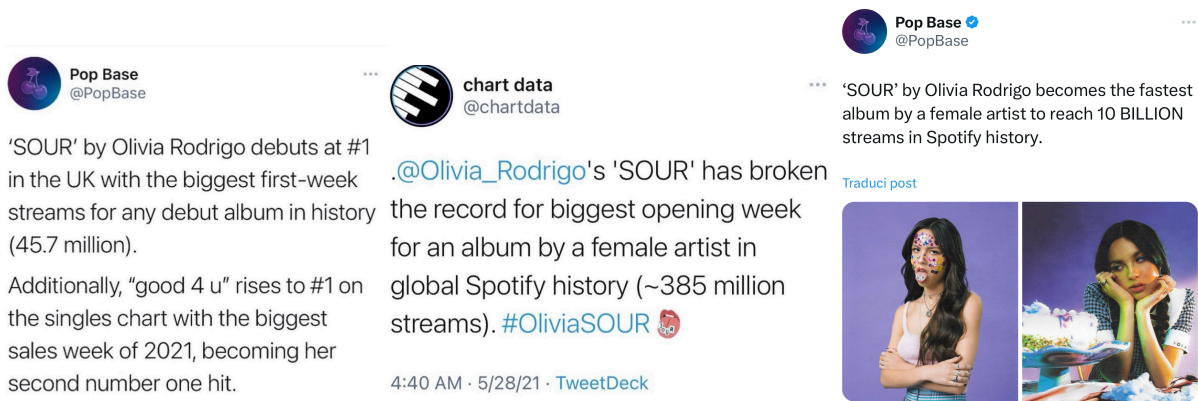 Pop Base
@PopBase
‘SOUR’ by Olivia Rodrigo debuts at #1
in the UK with the biggest first-week
streams for any debut album in history
(45.7 million).
Additionally, “good 4 u” rises to #1 on
the singles chart with the biggest
sales week of 2021, becoming her
second number one hit.
chart data
@chartdata
.@Olivia_Rodrigo's 'SOUR' has broken
the record for biggest opening week
for an album by a female artist in
global Spotify history (~385 million
streams). #OliviaSOUR
4:40 AM · 5/28/21 · TweetDeck
Pop Base
@PopBase
‘SOUR’ by Olivia Rodrigo becomes the fastest
album by a female artist to reach 10 BILLION
streams in Spotify history.
Traduci post